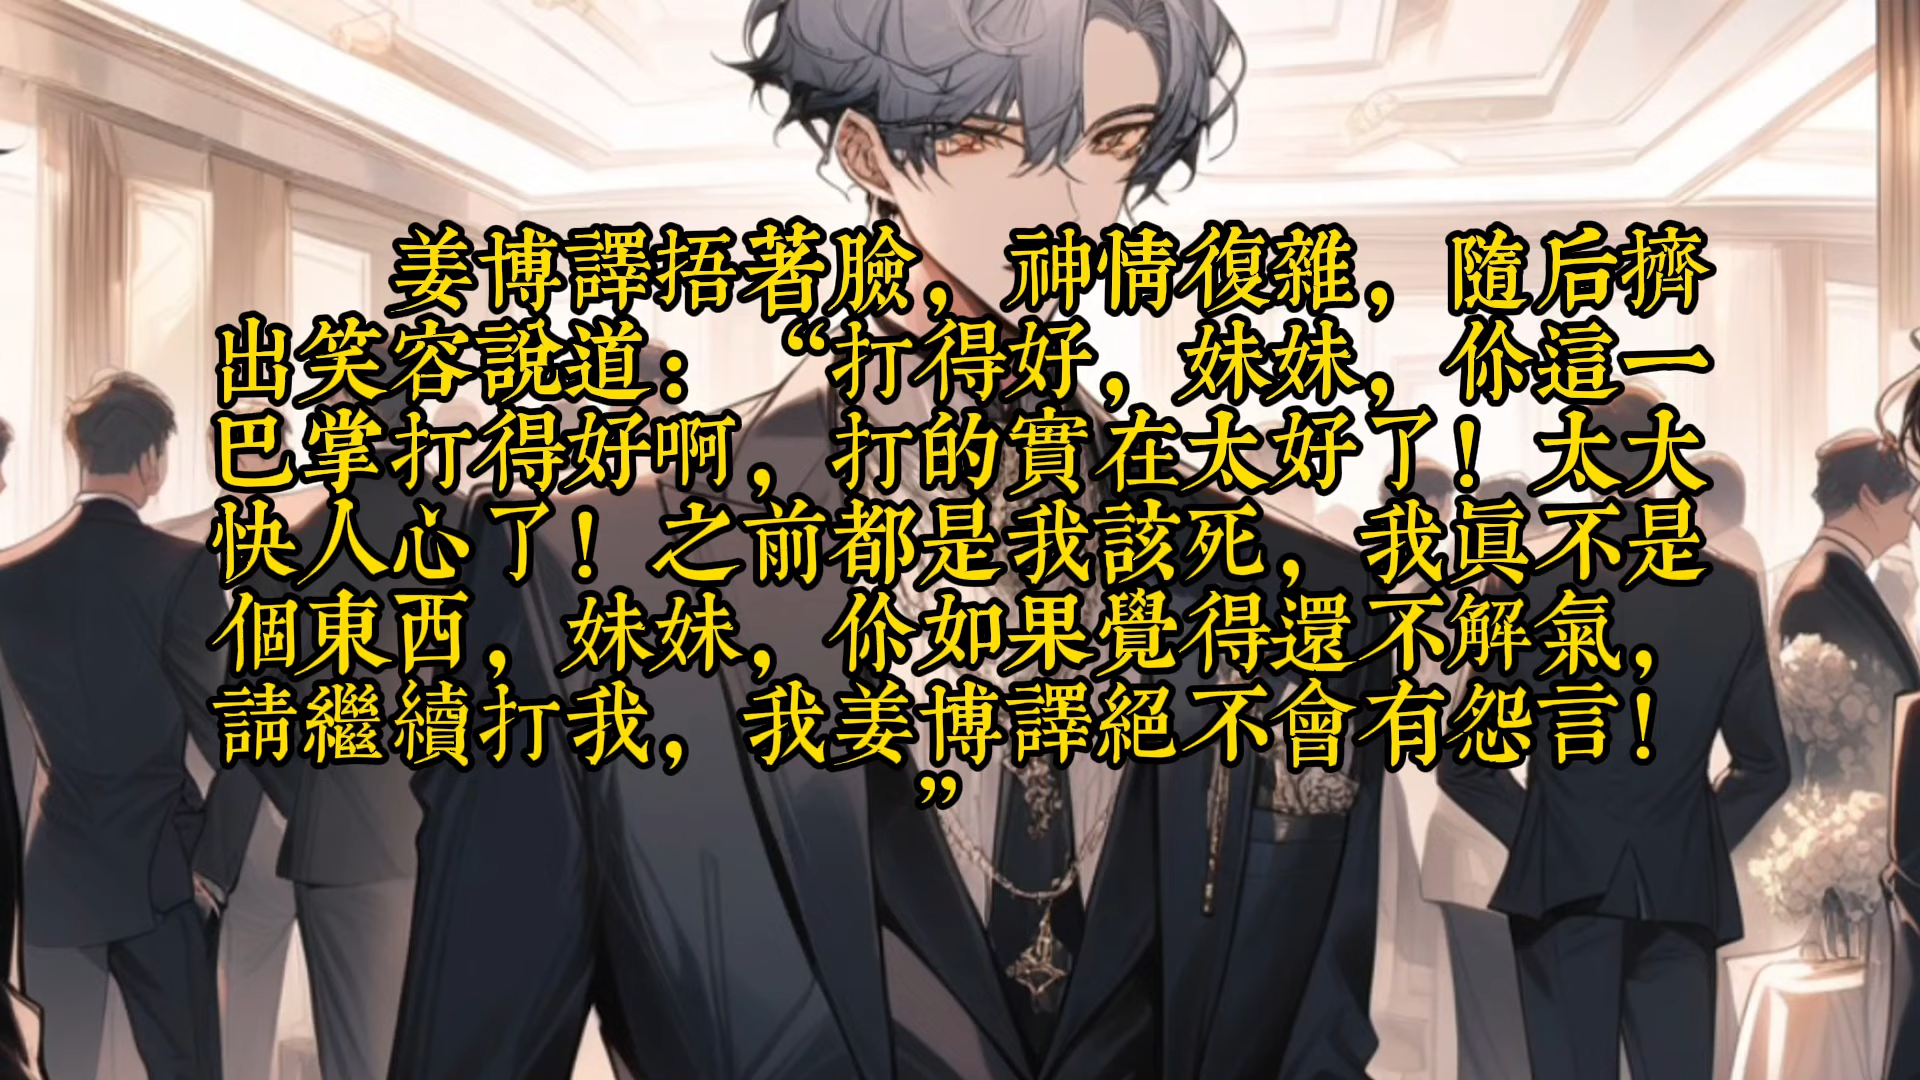 姜博譯捂著臉，神情復雜，隨后擠
出笑容說道：“打得好，妹妹，你這一
巴掌打得好啊，打的實在太好了！太大
快人心了！之前都是我該死，我真不是
個東西，妹妹，你如果覺得還不解氣，
請繼續打我，我姜博譯絕不會有怨言！
”